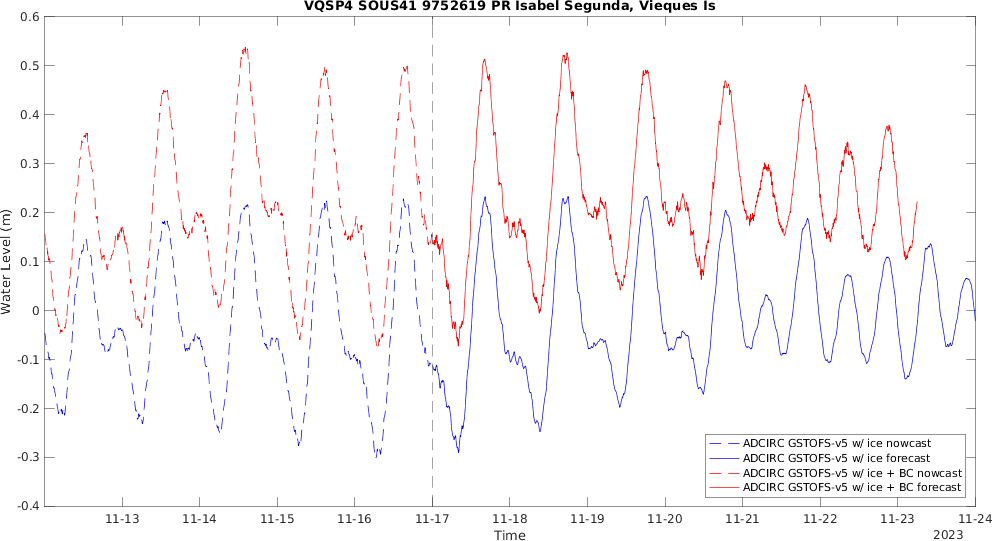 VQSP4 SOUS41 9752619 PR Isabel Segunda, Vieques Is
0.6
0.5
0.4
0.3
0.2
0.1
0
-0.1
-0.2
-0.3
-0.4
Water Level (m)
ADCIRC GSTOFS-v5 w/ ice nowcast
ADCIRC GSTOFS-v5 w/ ice forecast
ADCIRC GSTOFS-v5 w/ ice + BC nowcast
ADCIRC GSTOFS-v5 w/ ice + BC forecast
11-13 11-14 11-15 11-16 11-17 11-18 11-19 11-20 11-21 11-22 11-23 11-24
Time
2023